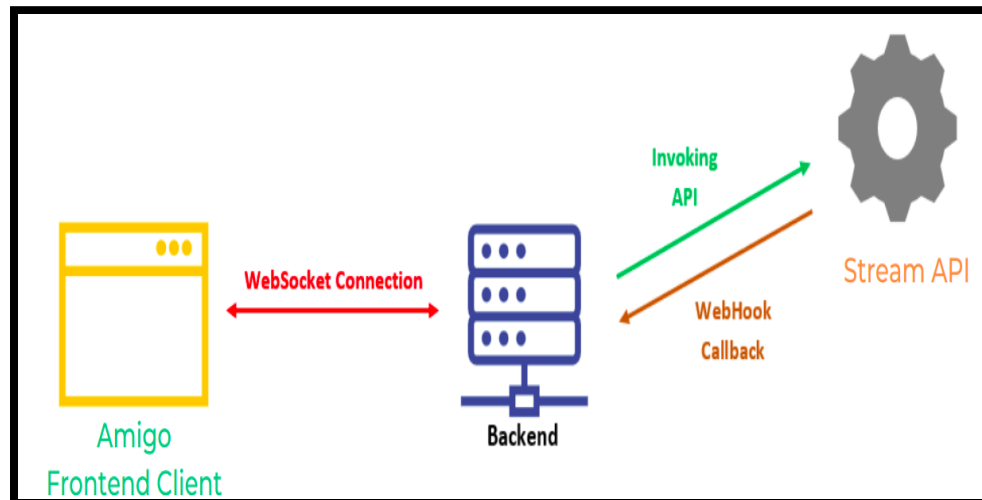 Invoking
API
Stream API
WebSocket Connection
WebHook
Callback
Amigo
Frontend Client
Backend